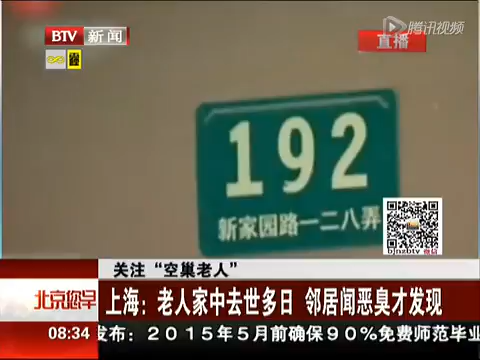 BTV 新闻
腾讯视频
直播
192
新家园路一二八弄
bjnzbtv 微信
关注“空巢老人”
北京您早
上海：老人家中去世多日 邻居闻恶臭才发现
08:34 发布：2015年5月前确保90%免费师范毕业